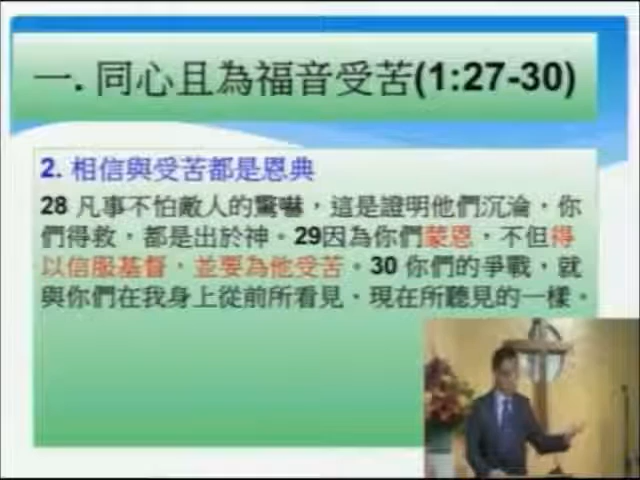 一. 同心且為福音受苦(1:27-30)
2. 相信與受苦都是恩典
28 凡事不怕敵人的驚嚇，這是證明他們沉淪，你
們得救，都是出於神。29因為你們蒙恩，不但得
以信服基督，並要為他受苦。30 你們的爭戰，就
與你們在我身上從前所看見、現在所聽見的一樣。